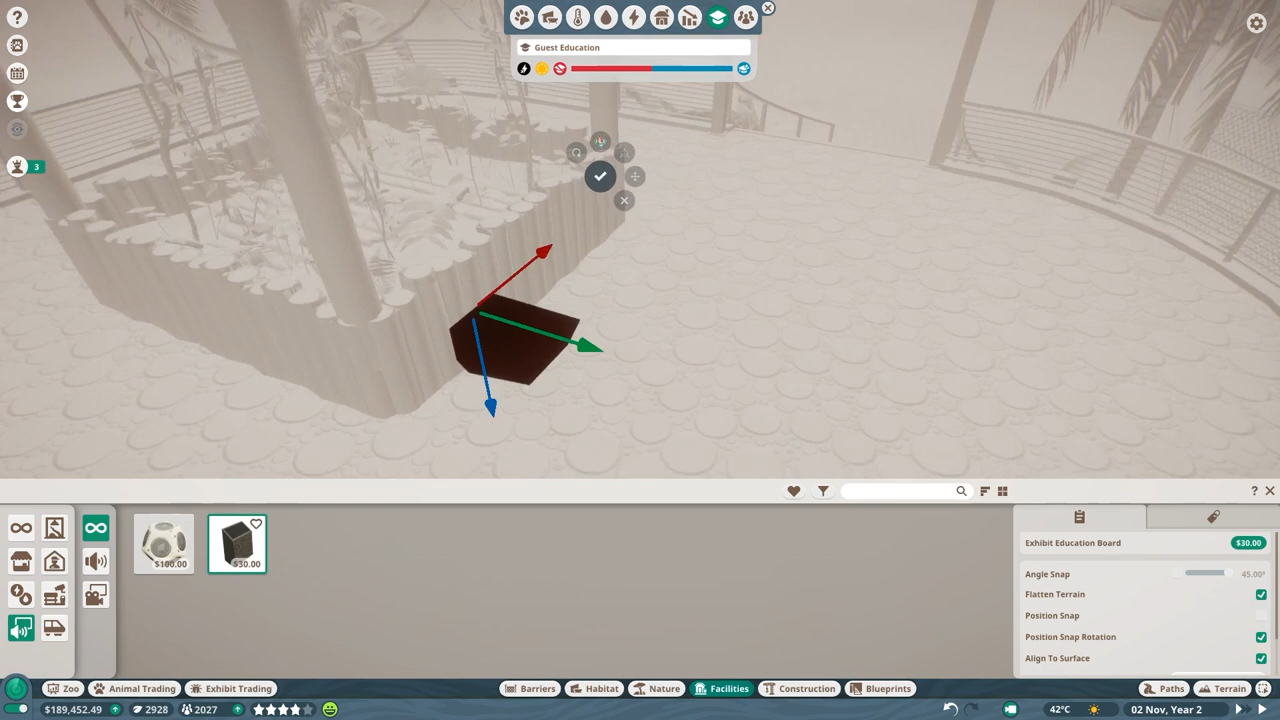 ?
Guest Education
3
?
$100.00
$30.00
Exhibit Education Board
$30.00
Angle Snap
45.00°
Flatten Terrain
Position Snap
Position Snap Rotation
Align To Surface
Zoo
Animal Trading
Exhibit Trading
Barriers
Habitat
Nature
Facilities
Construction
Blueprints
Paths
Terrain
$189,452.49
2928
2027
42°C
02 Nov, Year 2